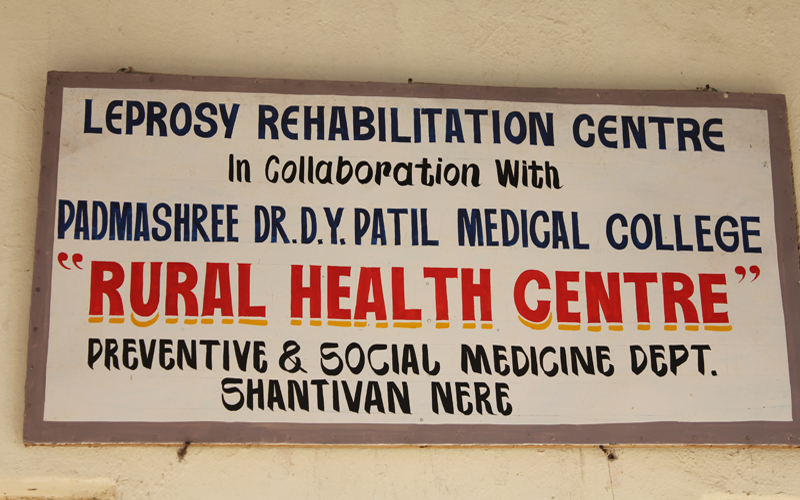 LEPROSY REHABILITATION CENTRE
In Collaboration With
PADMASHREE DR.D.Y.PATIL MEDICAL COLLEGE
“RURAL HEALTH CENTRE”
PREVENTIVE & SOCIAL MEDICINE DEPT.
SHANTIVAN NERE